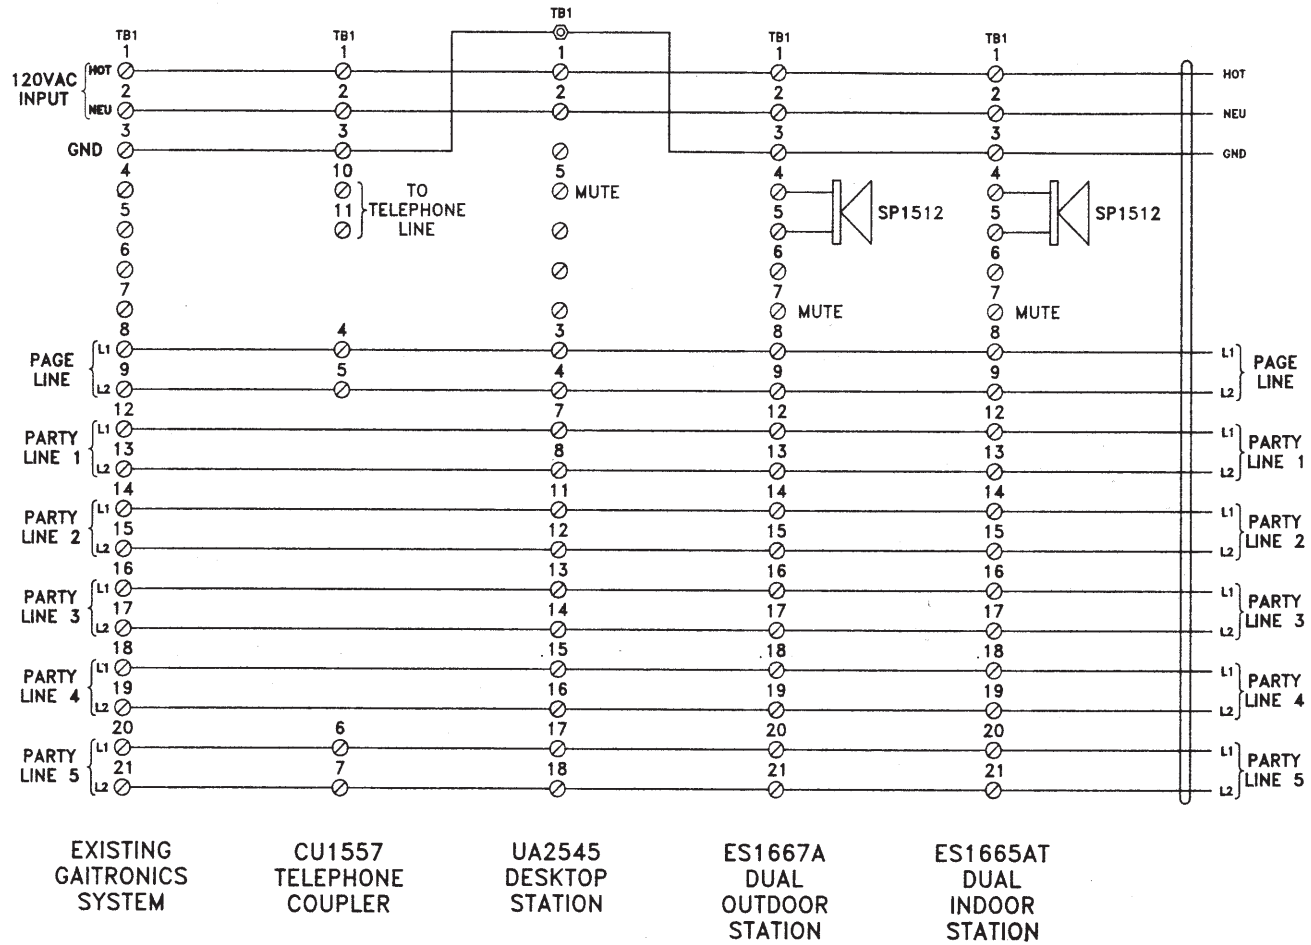 TB1
TB1 TB1 TB1 TB1
1 1 1 1 1
120VAC INPUT HOT HOT
2 2 2 2 2
NEU NEU
3 3 3 3
GND GND
4 10 5 4 4
TO TELEPHONE LINE MUTE
5 11 5 5
SP1512 SP1512
6 6 6
7 7 7
MUTE MUTE
8 4 3 8 8
PAGE LINE L1 L1 PAGE LINE
9 5 4 9 9
L2 L2
12 7 12 12
PARTY LINE 1 L1 L1 PARTY LINE 1
13 8 13 13
L2 L2
14 11 14 14
PARTY LINE 2 L1 L1 PARTY LINE 2
15 12 15 15
L2 L2
16 13 16 16
PARTY LINE 3 L1 L1 PARTY LINE 3
17 14 17 17
L2 L2
18 15 18 18
PARTY LINE 4 L1 L1 PARTY LINE 4
19 16 19 19
L2 L2
20 6 17 20 20
PARTY LINE 5 L1 L1 PARTY LINE 5
21 7 18 21 21
L2 L2
EXISTING
GAITRONICS
SYSTEM
CU1557
TELEPHONE
COUPLER
UA2545
DESKTOP
STATION
ES1667A
DUAL
OUTDOOR
STATION
ES1665AT
DUAL
INDOOR
STATION